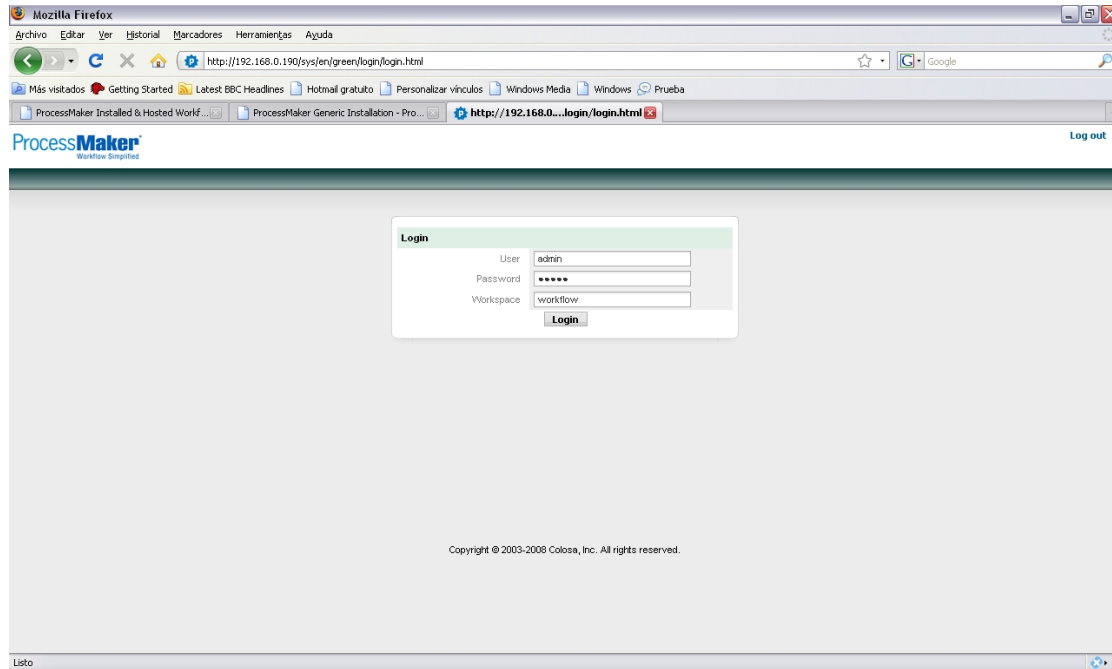 Mozilla Firefox
Archivo Editar Ver Historial Marcadores Herramientas Ayuda
http://192.168.0.190/sys/en/green/login/login.html
Google
Más visitados Getting Started Latest BBC Headlines Hotmail gratuito Personalizar vínculos Windows Media Windows Prueba
ProcessMaker Installed & Hosted Workf... ProcessMaker Generic Installation - Pro... http://192.168.0....login/login.html
ProcessMaker
Workflow Simplified
Log out
Login
User admin
Password •••••
Workspace workflow
Login
Copyright © 2003-2008 Colosa, Inc. All rights reserved.
Listo